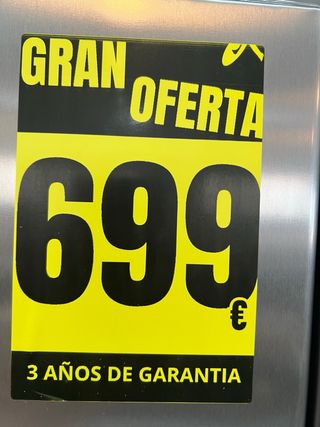 GRAN
OFERTA
699
€
3 AÑOS DE GARANTIA